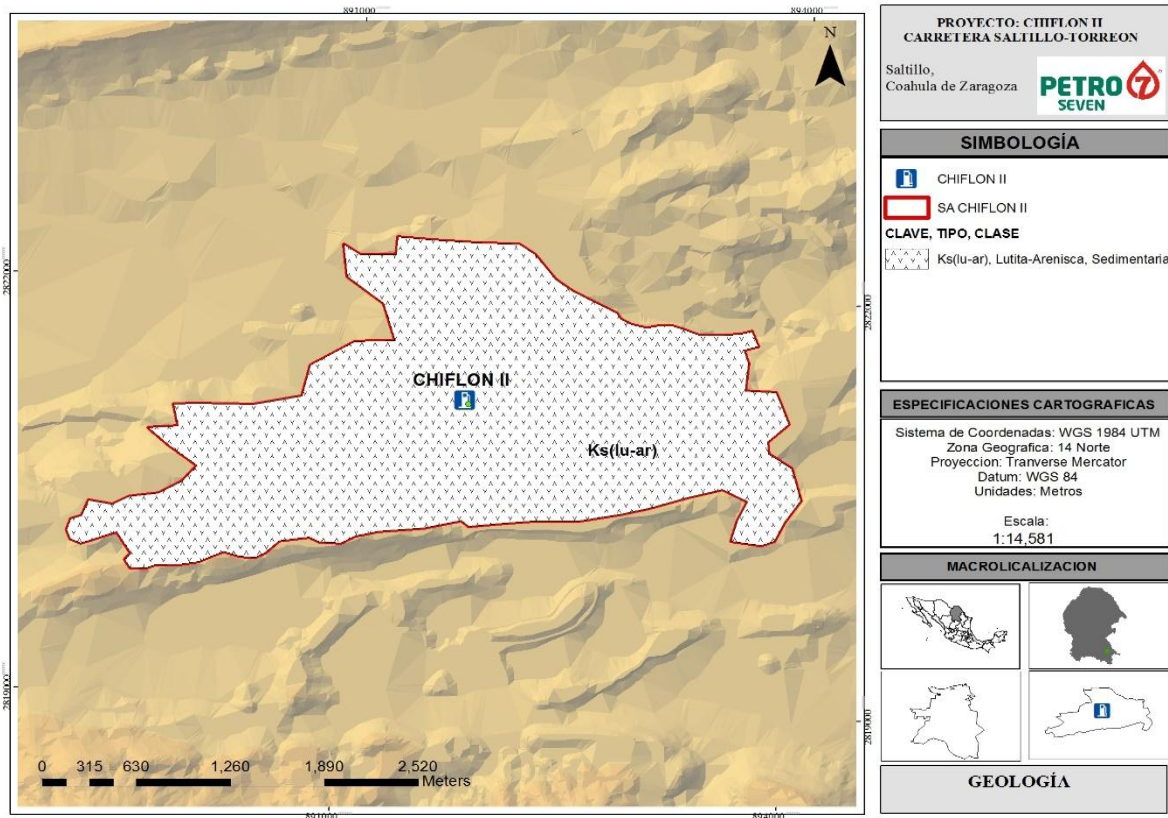 891000
894000
N
2822000
2822000
CHIFLON II
Ks(lu-ar)
2819000
2819000
0 315 630 1,260 1,890 2,520
Meters
891000
894000
PROYECTO: CHIFLON II
CARRETERA SALTILLO-TORREON
Saltillo,
Coahula de Zaragoza
PETRO 7
SEVEN
SIMBOLOGÍA
CHIFLON II
SA CHIFLON II
CLAVE, TIPO, CLASE
Ks(lu-ar), Lutita-Arenisca, Sedimentaria
ESPECIFICACIONES CARTOGRAFICAS
Sistema de Coordenadas: WGS 1984 UTM
Zona Geografica: 14 Norte
Proyeccion: Tranverse Mercator
Datum: WGS 84
Unidades: Metros
Escala:
1:14,581
MACROLICALIZACION
GEOLOGÍA